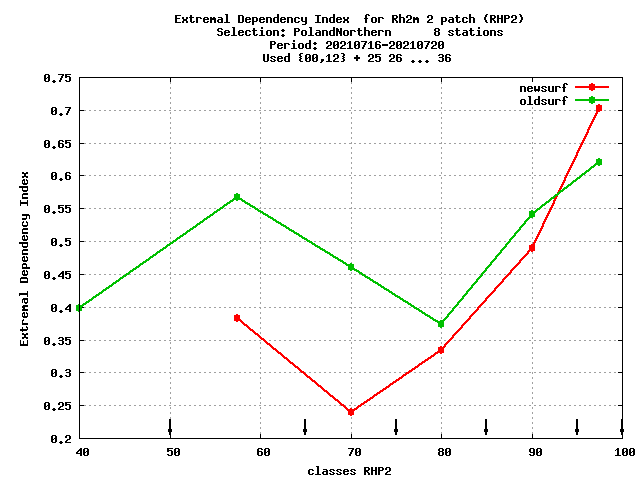 Extremal Dependency Index  for Rh2m 2 patch (RHP2)
Selection: PolandNorthern      8 stations
Period: 20210716-20210720
Used {00,12} + 25 26 ... 36
newsurf
oldsurf
0.75
0.7
0.65
0.6
0.55
0.5
0.45
0.4
0.35
0.3
0.25
0.2
Extremal Dependency Index
40 50 60 70 80 90 100
classes RHP2